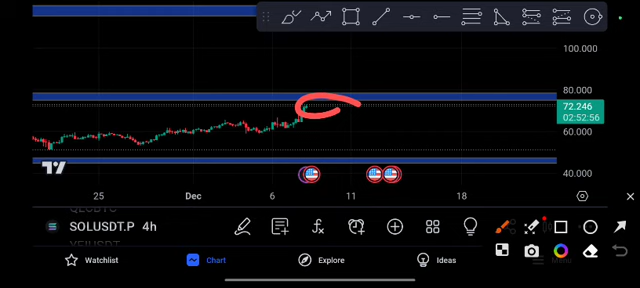 100.000
80.000
72.246
02:52:56
60.000
40.000
25 Dec 6 11 18
SOLUSDT.P 4h
Watchlist
Chart
Explore
Ideas